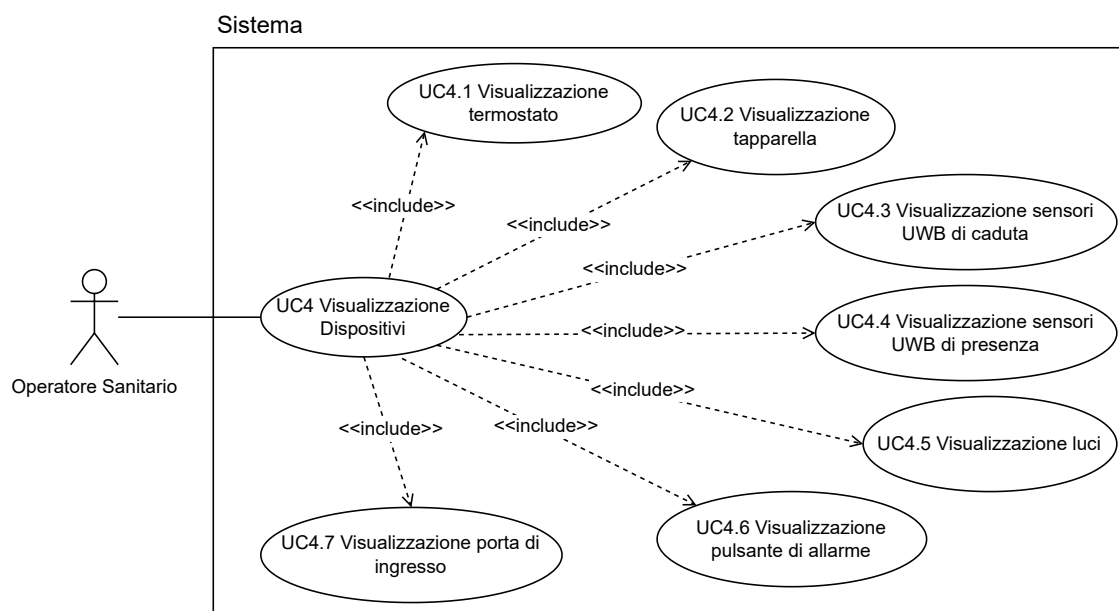 Sistema
UC4.1 Visualizzazione
termostato
UC4.2 Visualizzazione
tapparella
<<include>>
<<include>>
UC4.3 Visualizzazione sensori
UWB di caduta
<<include>>
UC4 Visualizzazione
Dispositivi
<<include>>
UC4.4 Visualizzazione sensori
UWB di presenza
Operatore Sanitario
<<include>>
<<include>>
<<include>>
UC4.5 Visualizzazione luci
UC4.6 Visualizzazione
pulsante di allarme
UC4.7 Visualizzazione porta di
ingresso